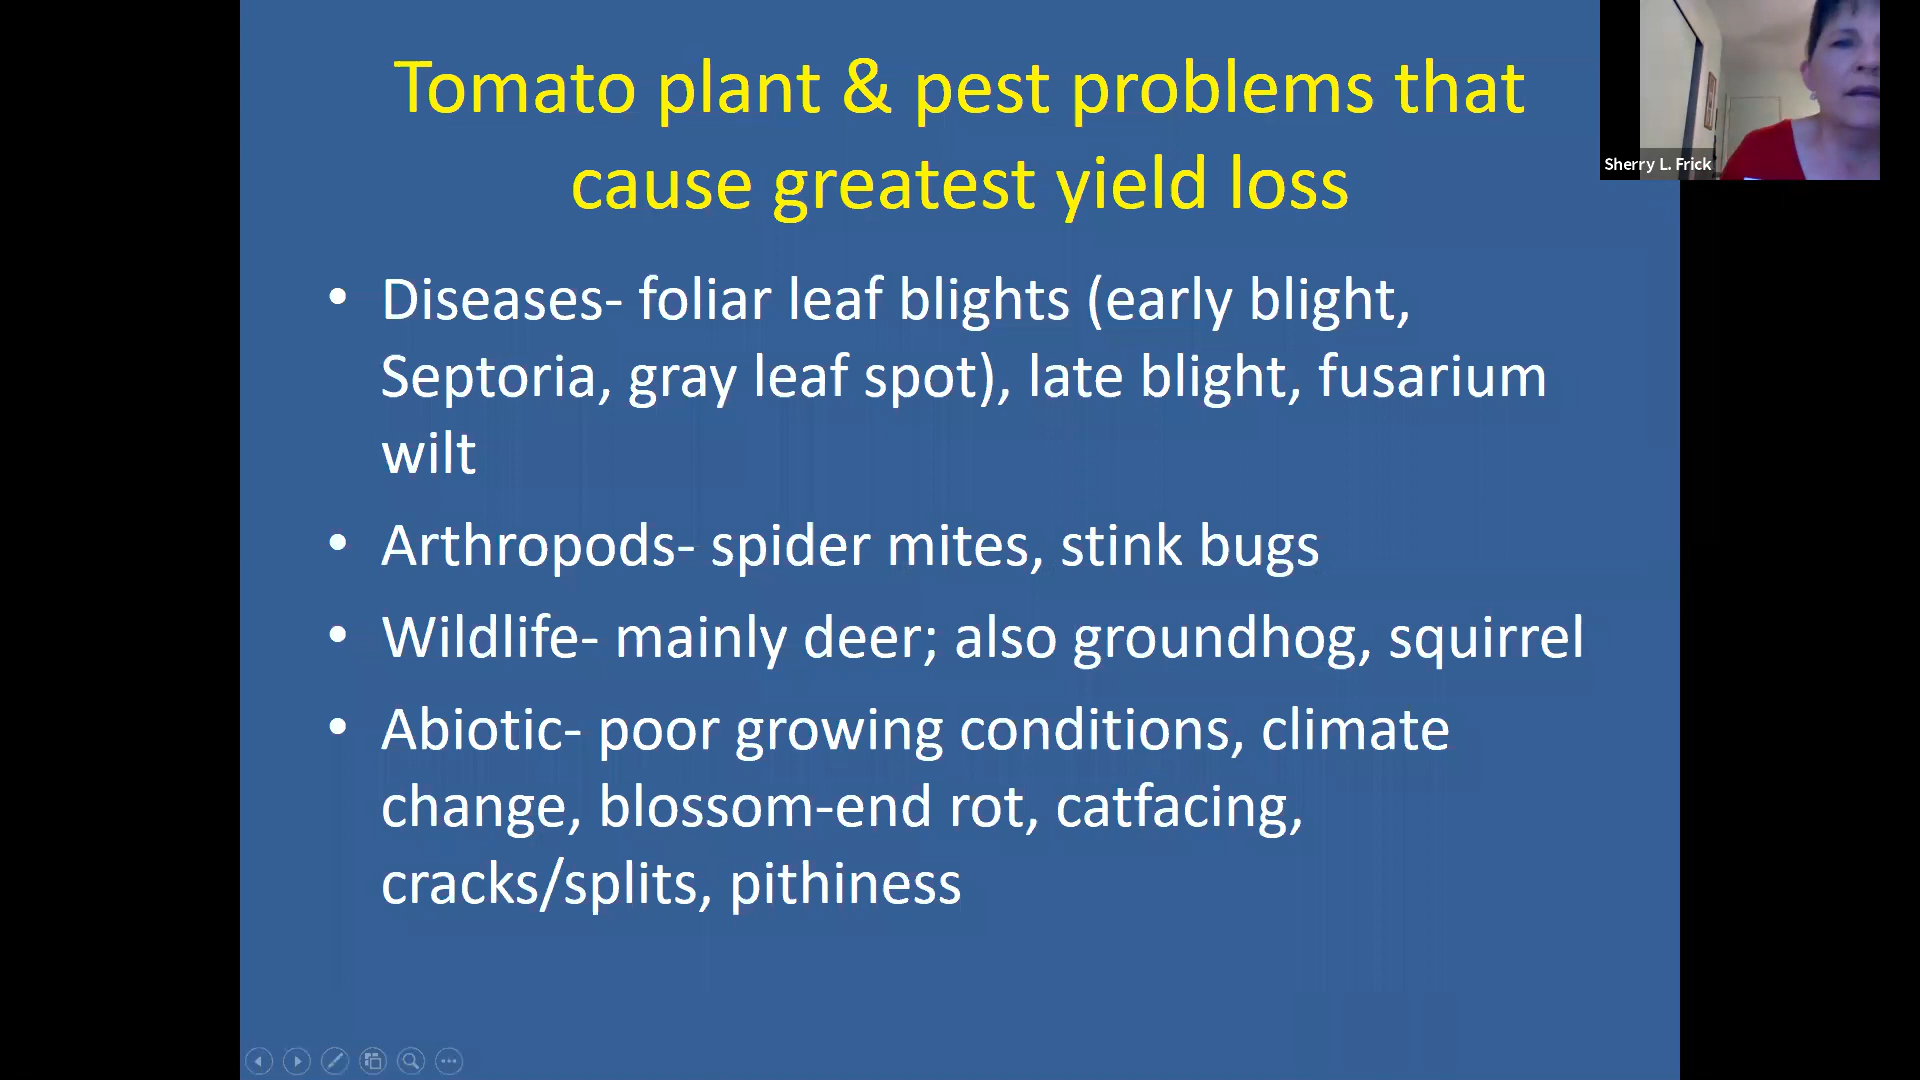 Tomato plant & pest problems that
cause greatest yield loss
Sherry L. Frick
• Diseases- foliar leaf blights (early blight,
Septoria, gray leaf spot), late blight, fusarium
wilt
• Arthropods- spider mites, stink bugs
• Wildlife- mainly deer; also groundhog, squirrel
• Abiotic- poor growing conditions, climate
change, blossom-end rot, catfacing,
cracks/splits, pithiness